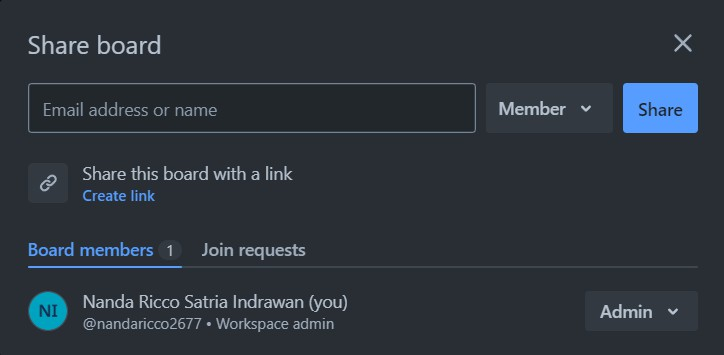 Share board
Email address or name
Member
Share
Share this board with a link
Create link
Board members 1
Join requests
NI
Nanda Ricco Satria Indrawan (you)
@nandaricco2677 • Workspace admin
Admin